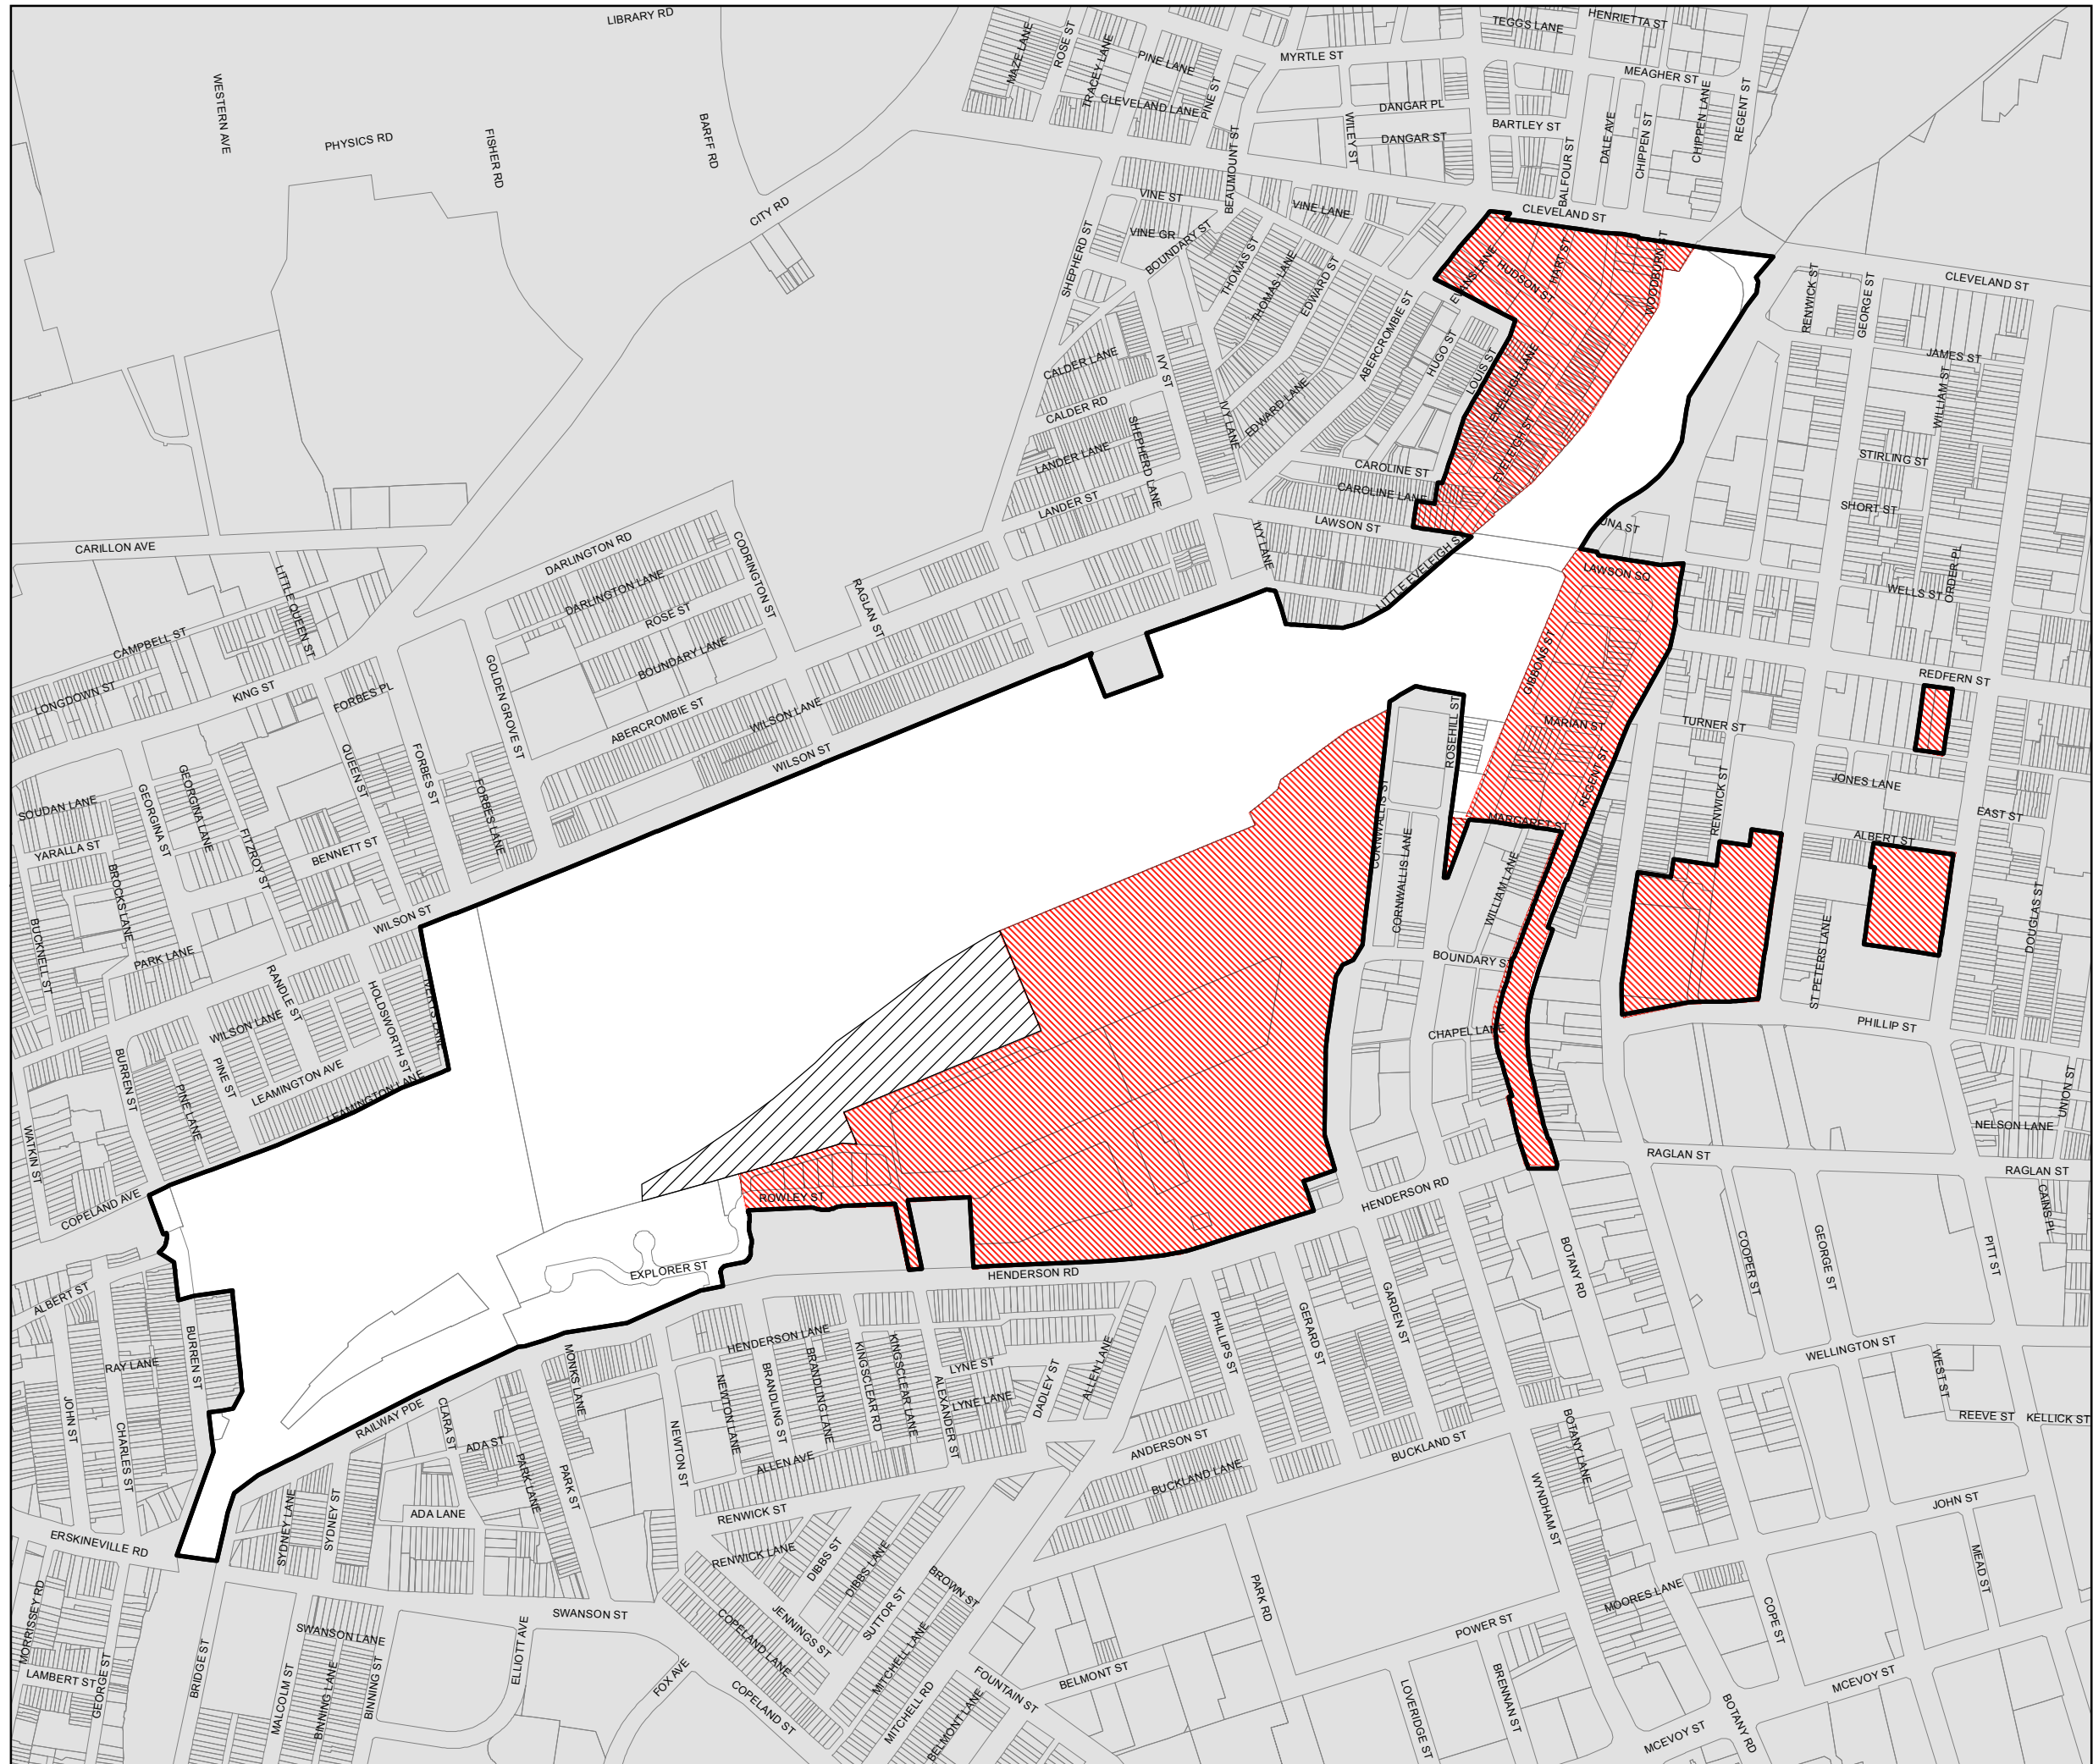 LIBRARY RD
ROSE ST
MAZE LANE
TRACEY LANE
PINE LANE
PINE ST
CLEVELAND LANE
MYRTLE ST
TEGGS LANE
HENRIETTA ST
MEAGHER ST
REGENT ST
CHIPPEN LANE
CHIPPEN ST
DALE AVE
BALFOUR ST
BARTLEY ST
DANGAR PL
DANGAR ST
WILEY ST
BEAUMONT ST
WESTERN AVE
PHYSICS RD
FISHER RD
BARFF RD
CITY RD
VINE ST
VINE LANE
VINE GR
BOUNDARY ST
SHEPHERD ST
THOMAS ST
THOMAS LANE
EDWARD ST
ABERCROMBIE ST
HUGO ST
LOUIS ST
CLEVELAND ST
EVANS LANE
HUDSON ST
HART ST
WOODBURN ST
EVELEIGH LANE
EVELEIGH ST
RENWICK ST
GEORGE ST
CLEVELAND ST
JAMES ST
WILLIAM ST
STIRLING ST
SHORT ST
ORDER PL
WELLS ST
CALDER LANE
CALDER RD
IVY ST
IVY LANE
EDWARD LANE
SHEPHERD LANE
LANDER LANE
LANDER ST
CAROLINE ST
CAROLINE LANE
LAWSON ST
IVY LANE
LITTLE EVELEIGH ST
UNA ST
LAWSON SQ
CARILLON AVE
LITTLE QUEEN ST
DARLINGTON RD
DARLINGTON LANE
CODRINGTON ST
ROSE ST
BOUNDARY LANE
RAGLAN ST
CAMPBELL ST
LONGDOWN ST
KING ST
FORBES PL
GOLDEN GROVE ST
ABERCROMBIE ST
WILSON LANE
WILSON ST
QUEEN ST
FORBES ST
FORBES LANE
SOUDAN LANE
GEORGINA ST
GEORGINA LANE
FITZROY ST
BENNETT ST
YARALLA ST
BROCKS LANE
BUCKNELL ST
WILSON ST
PARK LANE
GIBBONS ST
MARIAN ST
REGENT ST
ROSEHILL ST
MARGARET ST
CORNWALLIS ST
CORNWALLIS LANE
WILLIAM LANE
TURNER ST
REDFERN ST
RENWICK ST
JONES LANE
EAST ST
ALBERT ST
DOUGLAS ST
ST PETERS LANE
BOUNDARY ST
CHAPEL LANE
PHILLIP ST
UNION ST
NELSON LANE
RANDLE ST
HOLDSWORTH ST
WILSON LANE
PINE ST
PINE LANE
BURREN ST
LEAMINGTON AVE
LEAMINGTON LANE
WATKIN ST
COPELAND AVE
ALBERT ST
ROWLEY ST
EXPLORER ST
HENDERSON RD
HENDERSON RD
RAGLAN ST
RAGLAN ST
CAINS PL
PITT ST
GEORGE ST
COOPER ST
BOTANY RD
RAY LANE
BURREN ST
JOHN ST
CHARLES ST
RAILWAY PDE
MONKS LANE
HENDERSON LANE
NEWTON LANE
BRANDLING ST
BRANDLING LANE
KINGSCLEAR RD
KINGSCLEAR LANE
ALEXANDER ST
LYNE ST
LYNE LANE
DADLEY ST
ALLEN LANE
PHILLIPS ST
GERARD ST
GARDEN ST
WELLINGTON ST
WEST ST
REEVE ST
KELLICK ST
CLARA ST
ADA ST
PARK LANE
PARK ST
ADA LANE
NEWTON ST
ALLEN AVE
RENWICK ST
RENWICK LANE
ANDERSON ST
BUCKLAND LANE
BUCKLAND ST
BOTANY LANE
WYNDHAM ST
JOHN ST
MEAD ST
ERSKINEVILLE RD
SYDNEY LANE
SYDNEY ST
DIBBS ST
DIBBS LANE
SUTTOR ST
BROWN ST
JENNINGS ST
COPELAND LANE
MITCHELL LANE
MITCHELL RD
SWANSON ST
SWANSON LANE
MORRISSEY RD
LAMBERT ST
GEORGE ST
BRIDGE ST
MALCOLM ST
BINNING LANE
BINNING ST
ELLIOTT AVE
FOX AVE
COPELAND ST
BELMONT LANE
FOUNTAIN ST
BELMONT ST
PARK RD
POWER ST
MOORES LANE
COPE ST
LOVERIDGE ST
BRENNAN ST
MCEVOY ST
MCEVOY ST
BOTANY RD